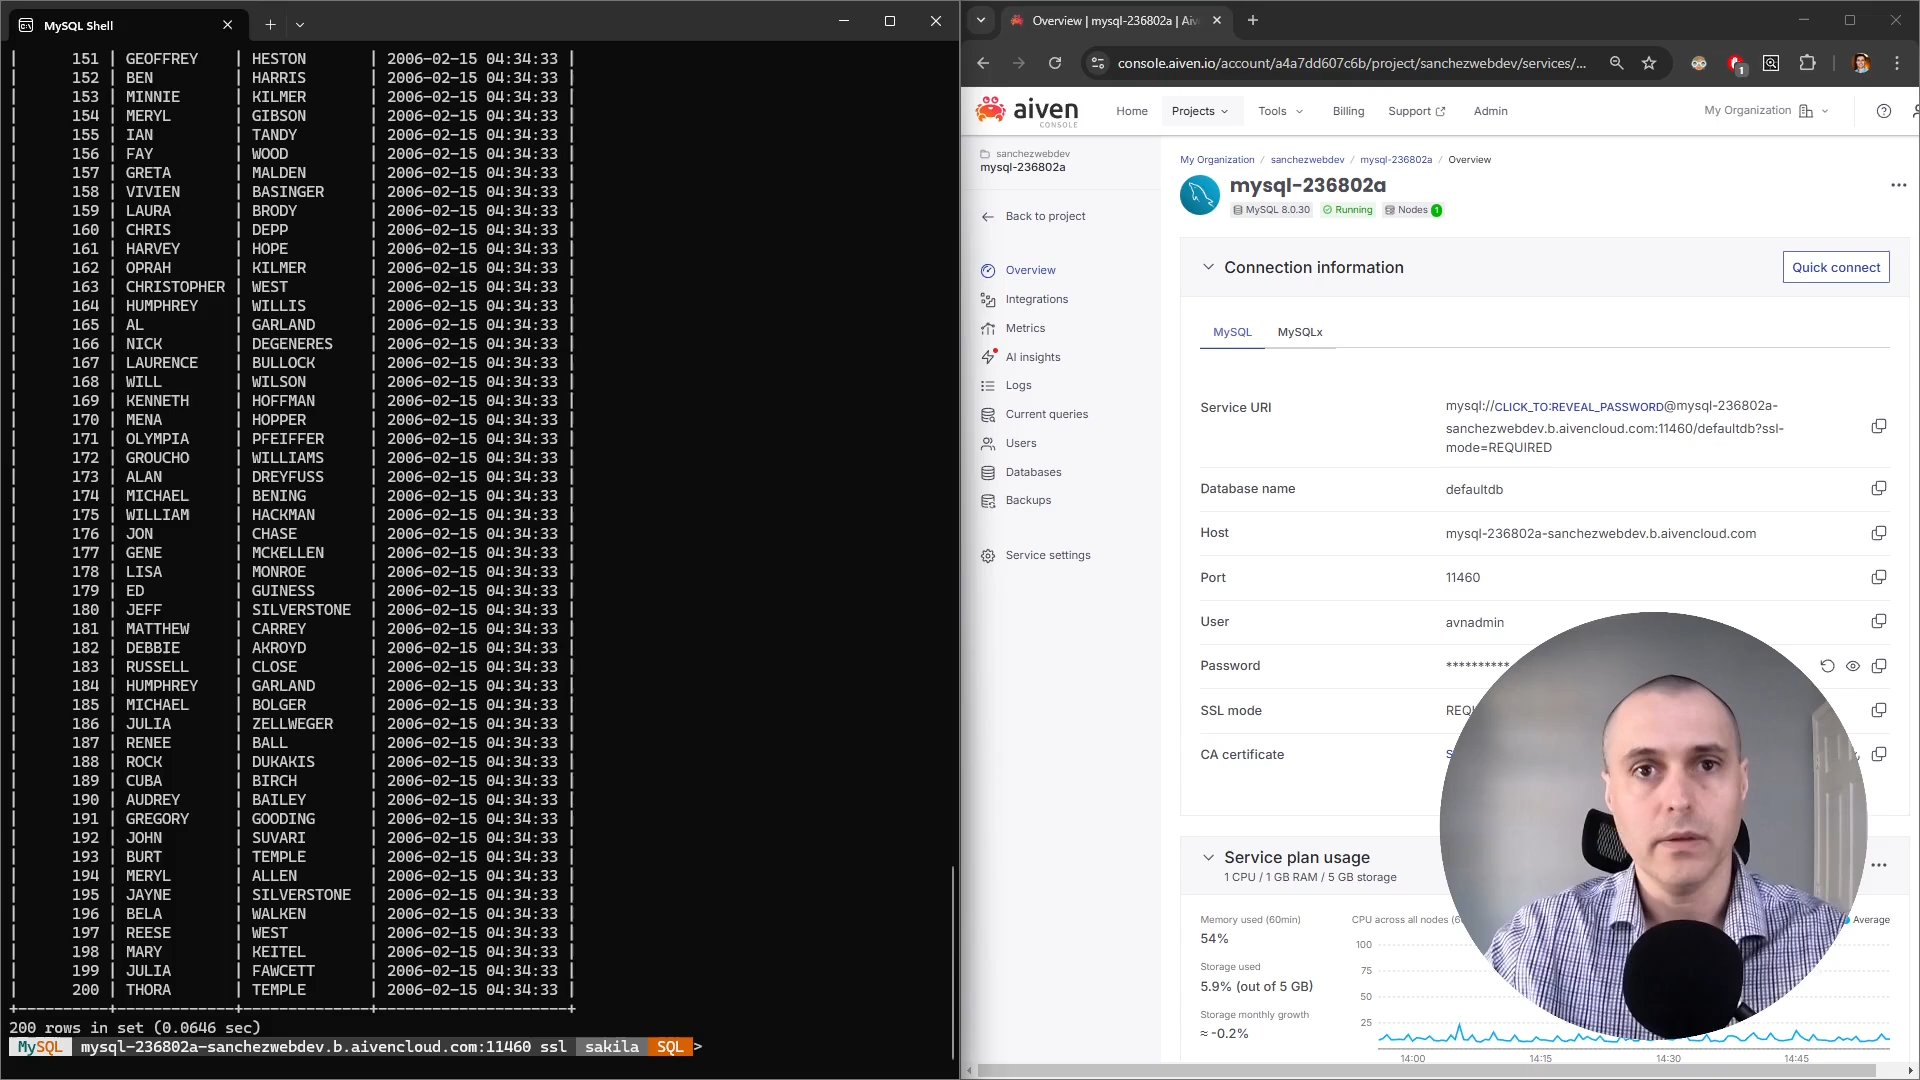 MySQL Shell
| 151 | GEOFFREY | HESTON | 2006-02-15 04:34:33 |
| 152 | BEN | HARRIS | 2006-02-15 04:34:33 |
| 153 | MINNIE | KILMER | 2006-02-15 04:34:33 |
| 154 | MERYL | GIBSON | 2006-02-15 04:34:33 |
| 155 | IAN | TANDY | 2006-02-15 04:34:33 |
| 156 | FAY | WOOD | 2006-02-15 04:34:33 |
| 157 | GRETA | MALDEN | 2006-02-15 04:34:33 |
| 158 | VIVIEN | BASINGER | 2006-02-15 04:34:33 |
| 159 | LAURA | BRODY | 2006-02-15 04:34:33 |
| 160 | CHRIS | DEPP | 2006-02-15 04:34:33 |
| 161 | HARVEY | HOPE | 2006-02-15 04:34:33 |
| 162 | OPRAH | KILMER | 2006-02-15 04:34:33 |
| 163 | CHRISTOPHER | WEST | 2006-02-15 04:34:33 |
| 164 | HUMPHREY | WILLIS | 2006-02-15 04:34:33 |
| 165 | AL | GARLAND | 2006-02-15 04:34:33 |
| 166 | NICK | DEGENERES | 2006-02-15 04:34:33 |
| 167 | LAURENCE | BULLOCK | 2006-02-15 04:34:33 |
| 168 | WILL | WILSON | 2006-02-15 04:34:33 |
| 169 | KENNETH | HOFFMAN | 2006-02-15 04:34:33 |
| 170 | MENA | HOPPER | 2006-02-15 04:34:33 |
| 171 | OLYMPIA | PFEIFFER | 2006-02-15 04:34:33 |
| 172 | GROUCHO | WILLIAMS | 2006-02-15 04:34:33 |
| 173 | ALAN | DREYFUSS | 2006-02-15 04:34:33 |
| 174 | MICHAEL | BENING | 2006-02-15 04:34:33 |
| 175 | WILLIAM | HACKMAN | 2006-02-15 04:34:33 |
| 176 | JON | CHASE | 2006-02-15 04:34:33 |
| 177 | GENE | MCKELLEN | 2006-02-15 04:34:33 |
| 178 | LISA | MONROE | 2006-02-15 04:34:33 |
| 179 | ED | GUINESS | 2006-02-15 04:34:33 |
| 180 | JEFF | SILVERSTONE | 2006-02-15 04:34:33 |
| 181 | MATTHEW | CARREY | 2006-02-15 04:34:33 |
| 182 | DEBBIE | AKROYD | 2006-02-15 04:34:33 |
| 183 | RUSSELL | CLOSE | 2006-02-15 04:34:33 |
| 184 | HUMPHREY | GARLAND | 2006-02-15 04:34:33 |
| 185 | MICHAEL | BOLGER | 2006-02-15 04:34:33 |
| 186 | JULIA | ZELLWEGER | 2006-02-15 04:34:33 |
| 187 | RENEE | BALL | 2006-02-15 04:34:33 |
| 188 | ROCK | DUKAKIS | 2006-02-15 04:34:33 |
| 189 | CUBA | BIRCH | 2006-02-15 04:34:33 |
| 190 | AUDREY | BAILEY | 2006-02-15 04:34:33 |
| 191 | GREGORY | GOODING | 2006-02-15 04:34:33 |
| 192 | JOHN | SUVARI | 2006-02-15 04:34:33 |
| 193 | BURT | TEMPLE | 2006-02-15 04:34:33 |
| 194 | MERYL | ALLEN | 2006-02-15 04:34:33 |
| 195 | JAYNE | SILVERSTONE | 2006-02-15 04:34:33 |
| 196 | BELA | WALKEN | 2006-02-15 04:34:33 |
| 197 | REESE | WEST | 2006-02-15 04:34:33 |
| 198 | MARY | KEITEL | 2006-02-15 04:34:33 |
| 199 | JULIA | FAWCETT | 2006-02-15 04:34:33 |
| 200 | THORA | TEMPLE | 2006-02-15 04:34:33 |
200 rows in set (0.0646 sec)
MySQL mysql-236802a-sanchezwebdev.b.aivencloud.com:11460 ssl sakila SQL >
Overview | mysql-236802a | Aiv
console.aiven.io/account/a4a7dd607c6b/project/sanchezwebdev/services/...
1
aiven
CONSOLE
Home
Projects
Tools
Billing
Support
Admin
My Organization
sanchezwebdev
mysql-236802a
Back to project
Overview
Integrations
Metrics
AI insights
Logs
Current queries
Users
Databases
Backups
Service settings
My Organization / sanchezwebdev / mysql-236802a / Overview
mysql-236802a
MySQL 8.0.30 Running Nodes 1
Connection information
Quick connect
MySQL MySQLx
Service URI
mysql://CLICK_TO:REVEAL_PASSWORD@mysql-236802a-
sanchezwebdev.b.aivencloud.com:11460/defaultdb?ssl-
mode=REQUIRED
Database name defaultdb
Host mysql-236802a-sanchezwebdev.b.aivencloud.com
Port 11460
User avnadmin
Password **********
SSL mode
CA certificate
Service plan usage
1 CPU / 1 GB RAM / 5 GB storage
Memory used (60min)
54%
Storage used
5.9% (out of 5 GB)
Storage monthly growth
≈ -0.2%
CPU across all nodes
Average
100
75
50
25
14:00 14:15 14:30 14:45